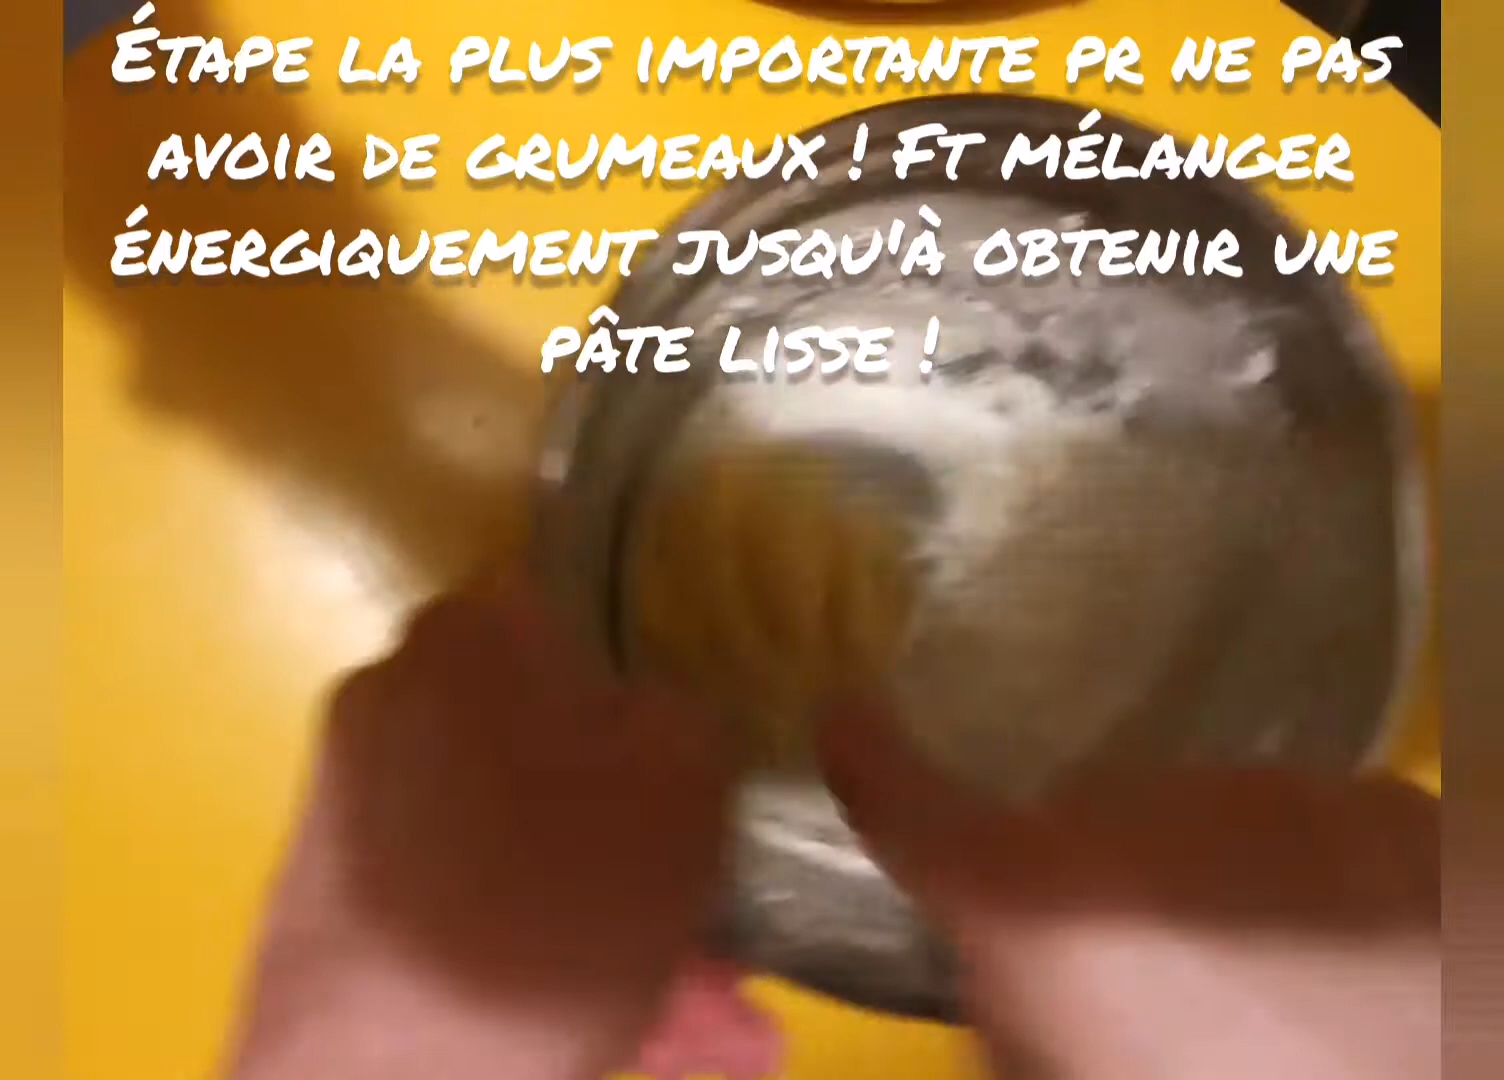 ÉTAPE LA PLUS IMPORTANTE PR NE PAS
AVOIR DE GRUMEAUX ! FT MÉLANGER
ÉNERGIQUEMENT JUSQU'À OBTENIR UNE
PÂTE LISSE !